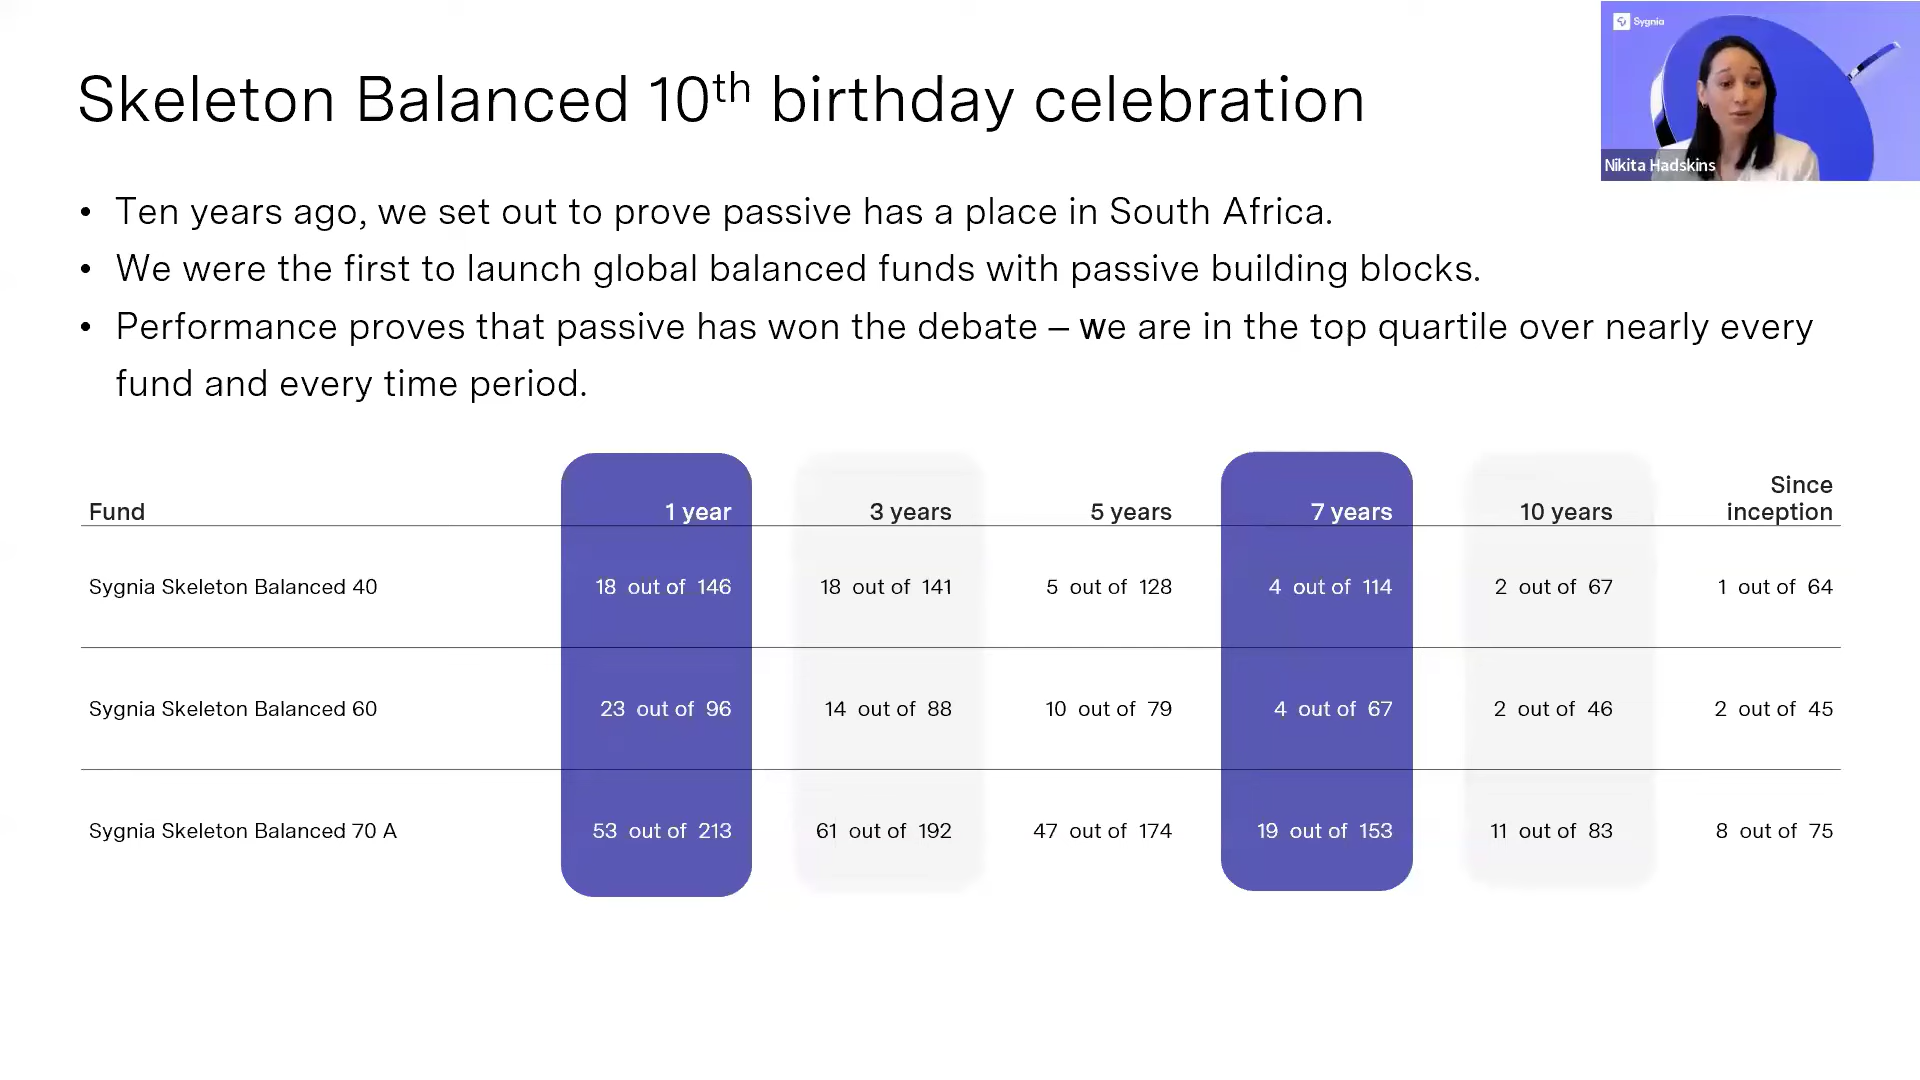 Skeleton Balanced 10th birthday celebration
Sygnia
Nikita Hadskins
• Ten years ago, we set out to prove passive has a place in South Africa.
• We were the first to launch global balanced funds with passive building blocks.
• Performance proves that passive has won the debate – we are in the top quartile over nearly every
fund and every time period.
Fund 1 year 3 years 5 years 7 years 10 years Since inception
Sygnia Skeleton Balanced 40 18 out of 146 18 out of 141 5 out of 128 4 out of 114 2 out of 67 1 out of 64
Sygnia Skeleton Balanced 60 23 out of 96 14 out of 88 10 out of 79 4 out of 67 2 out of 46 2 out of 45
Sygnia Skeleton Balanced 70 A 53 out of 213 61 out of 192 47 out of 174 19 out of 153 11 out of 83 8 out of 75